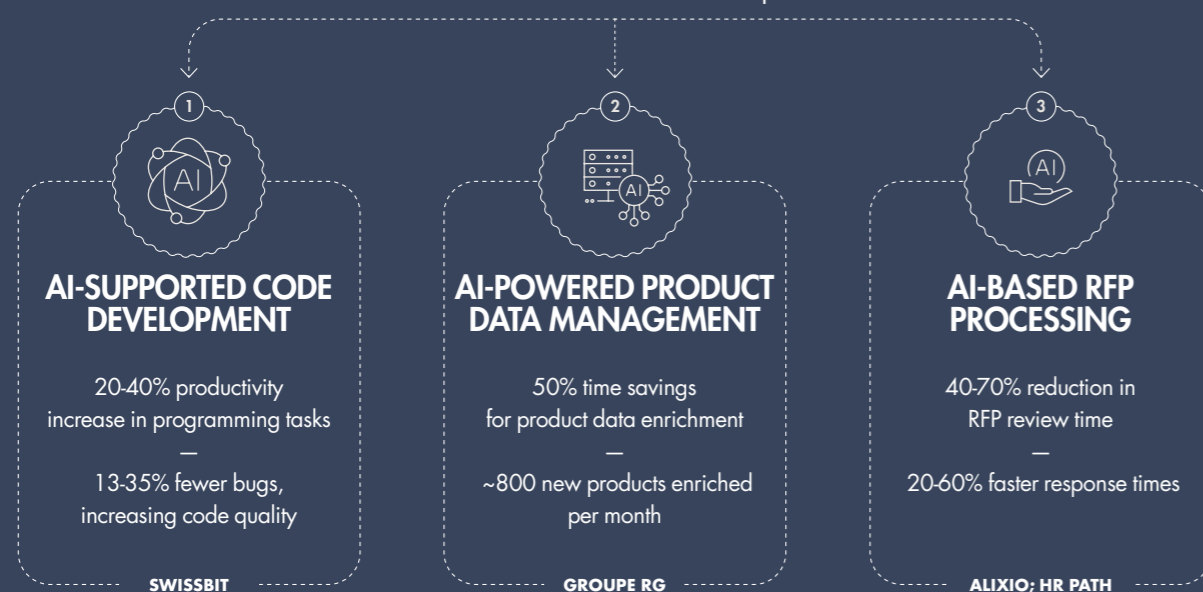 1
AI
AI-SUPPORTED CODE
DEVELOPMENT
20-40% productivity
increase in programming tasks
—
13-35% fewer bugs,
increasing code quality
SWISSBIT
2
AI
AI-POWERED PRODUCT
DATA MANAGEMENT
50% time savings
for product data enrichment
—
~800 new products enriched
per month
GROUPE RG
3
AI
AI-BASED RFP
PROCESSING
40-70% reduction in
RFP review time
—
20-60% faster response times
ALIXIO; HR PATH